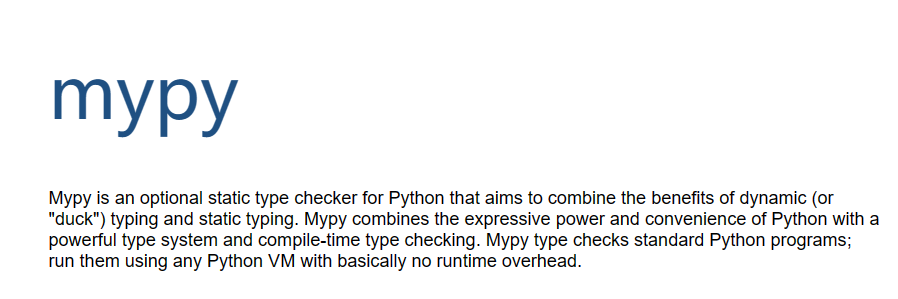 mypy
Mypy is an optional static type checker for Python that aims to combine the benefits of dynamic (or
"duck") typing and static typing. Mypy combines the expressive power and convenience of Python with a
powerful type system and compile-time type checking. Mypy type checks standard Python programs;
run them using any Python VM with basically no runtime overhead.